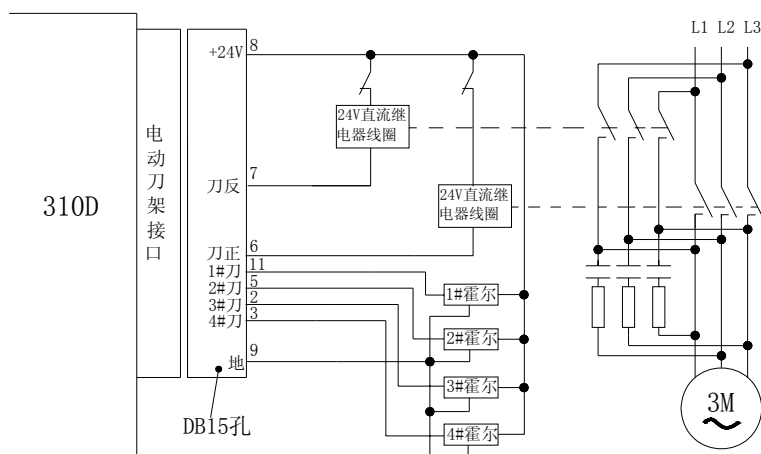 L1 L2 L3
+24V 8
24V直流继
电器线圈
电动刀架接口
310D
刀反 7
24V直流继
电器线圈
刀正 6
1#刀 11
2#刀 5
3#刀 2
4#刀 3
地 9
1#霍尔
2#霍尔
3#霍尔
4#霍尔
DB15孔
3M